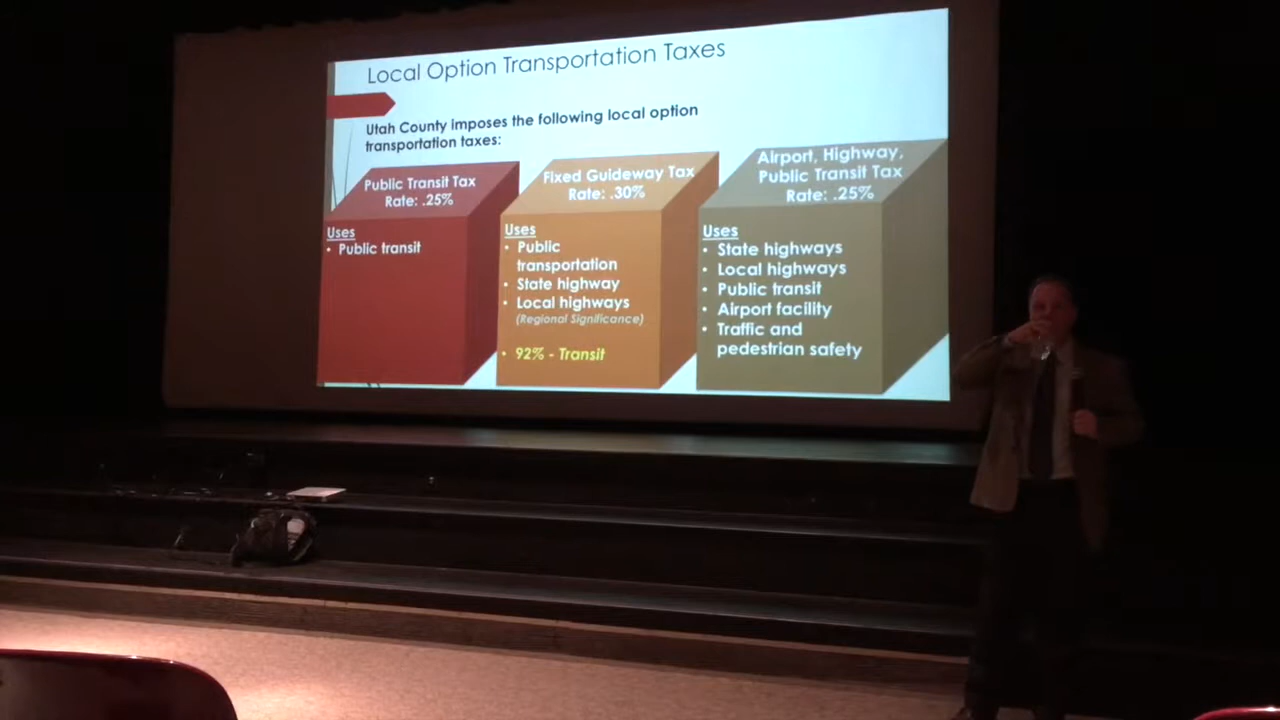 Local Option Transportation Taxes
Utah County imposes the following local option
transportation taxes:
Public Transit Tax
Rate: .25%
Uses
• Public transit
Fixed Guideway Tax
Rate: .30%
Uses
• Public
transportation
• State highway
• Local highways
(Regional Significance)
• 92% - Transit
Airport, Highway,
Public Transit Tax
Rate: .25%
Uses
• State highways
• Local highways
• Public transit
• Airport facility
• Traffic and
pedestrian safety